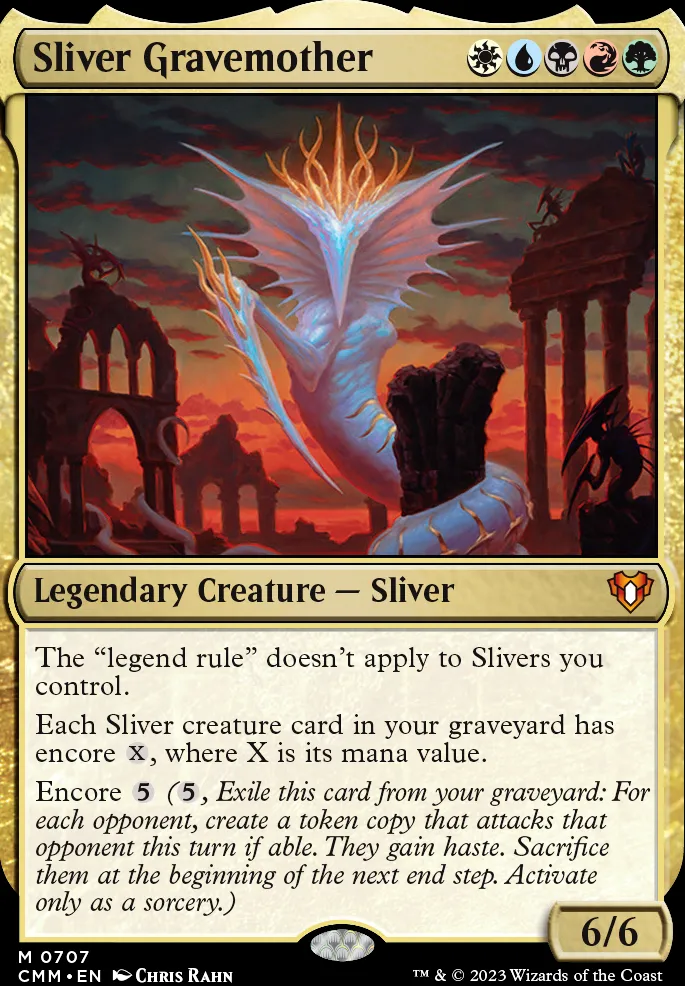 Sliver Gravemother
Legendary Creature — Sliver
The “legend rule” doesn’t apply to Slivers you
control.
Each Sliver creature card in your graveyard has
encore X, where X is its mana value.
Encore 5 (5, Exile this card from your graveyard: For
each opponent, create a token copy that attacks that
opponent this turn if able. They gain haste. Sacrifice
them at the beginning of the next end step. Activate
only as a sorcery.)
6/6
M 0707
CMM • EN Chris Rahn
™ & © 2023 Wizards of the Coast